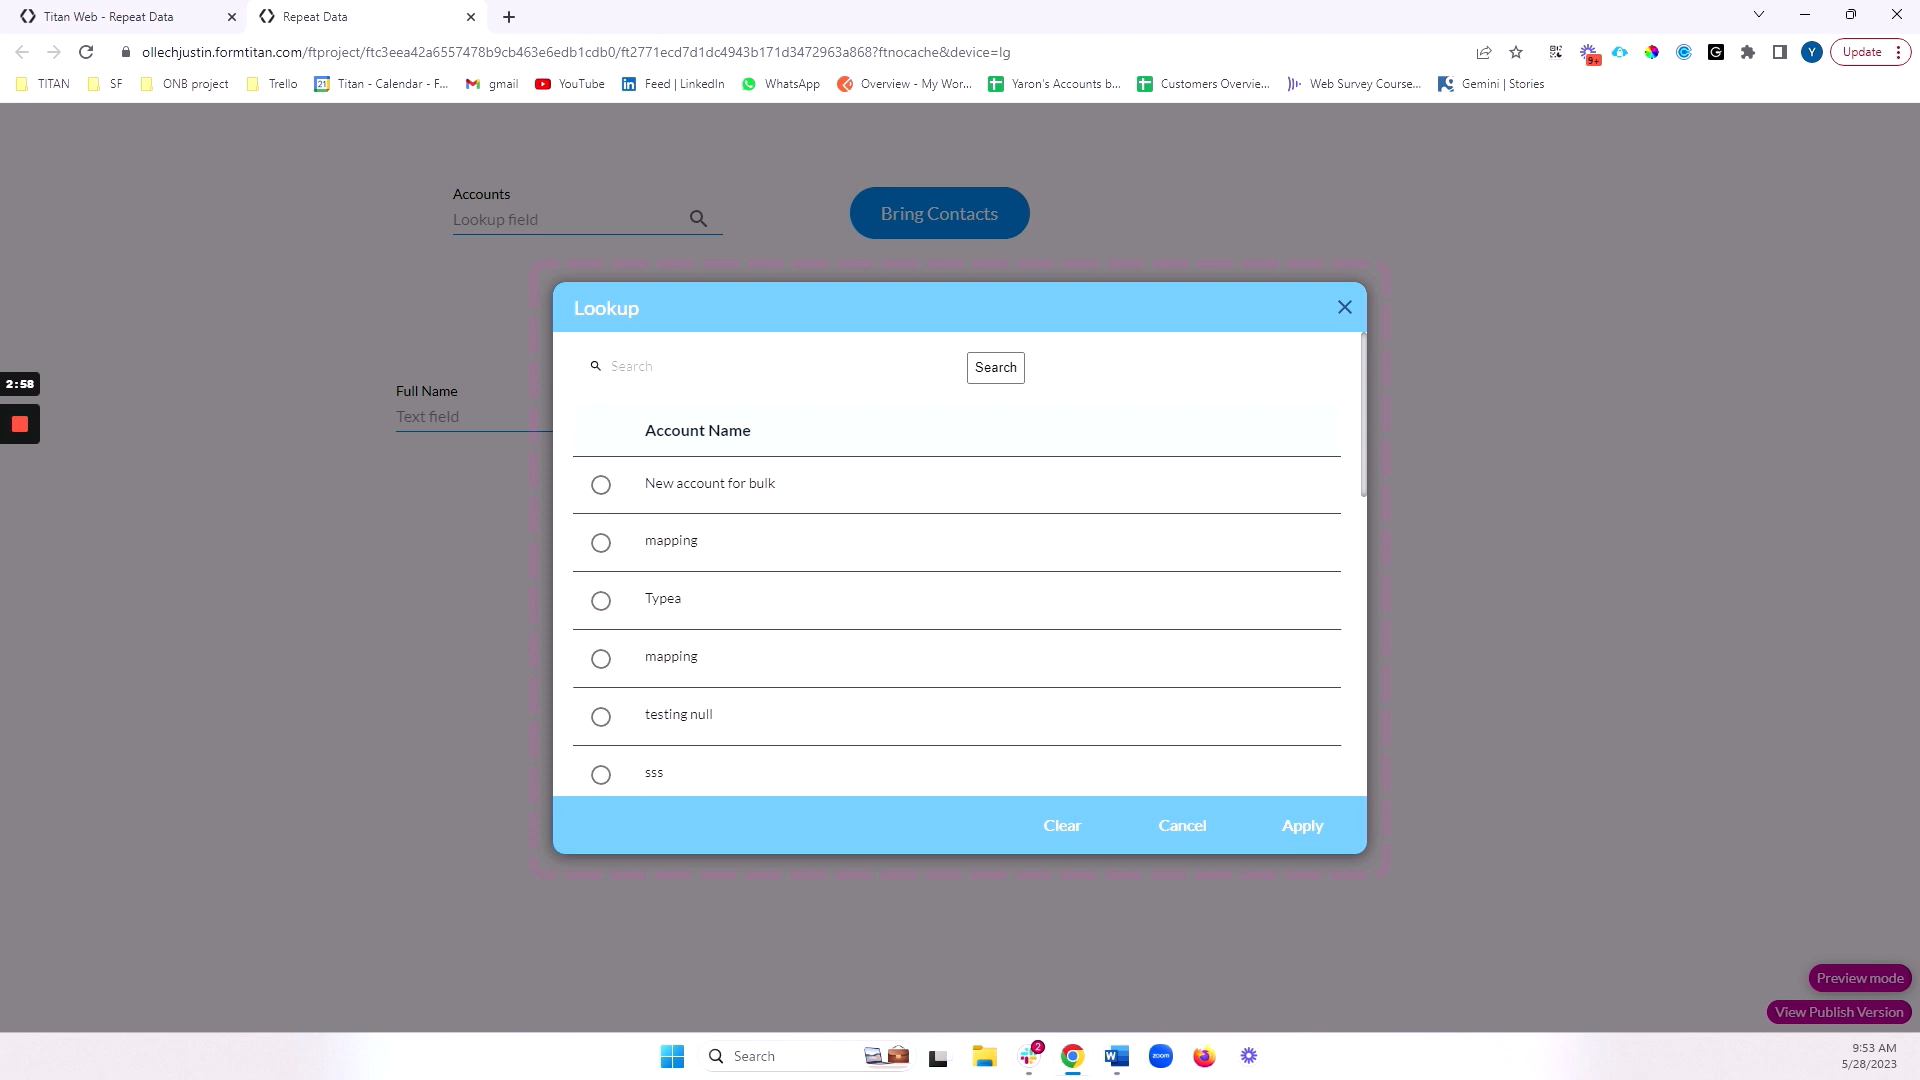 Titan Web - Repeat Data
Repeat Data
ollechjustin.formtitan.com/ftproject/ftc3eea42a6557478b9cb463e6edb1cdb0/ft2771ecd7d1dc4943b171d3472963a868?ftnocache&device=lg
9+
Y
Update
TITAN
SF
ONB project
Trello
21
Titan - Calendar - F...
gmail
YouTube
Feed | LinkedIn
WhatsApp
Overview - My Wor...
Yaron's Accounts b...
Customers Overvie...
Web Survey Course...
Gemini | Stories
Accounts
Lookup field
Bring Contacts
Lookup
Search
Search
2:58
Full Name
Text field
Account Name
New account for bulk
mapping
Typea
mapping
testing null
sss
Clear
Cancel
Apply
Preview mode
View Publish Version
Search
2
zoom
9:53 AM
5/28/2023